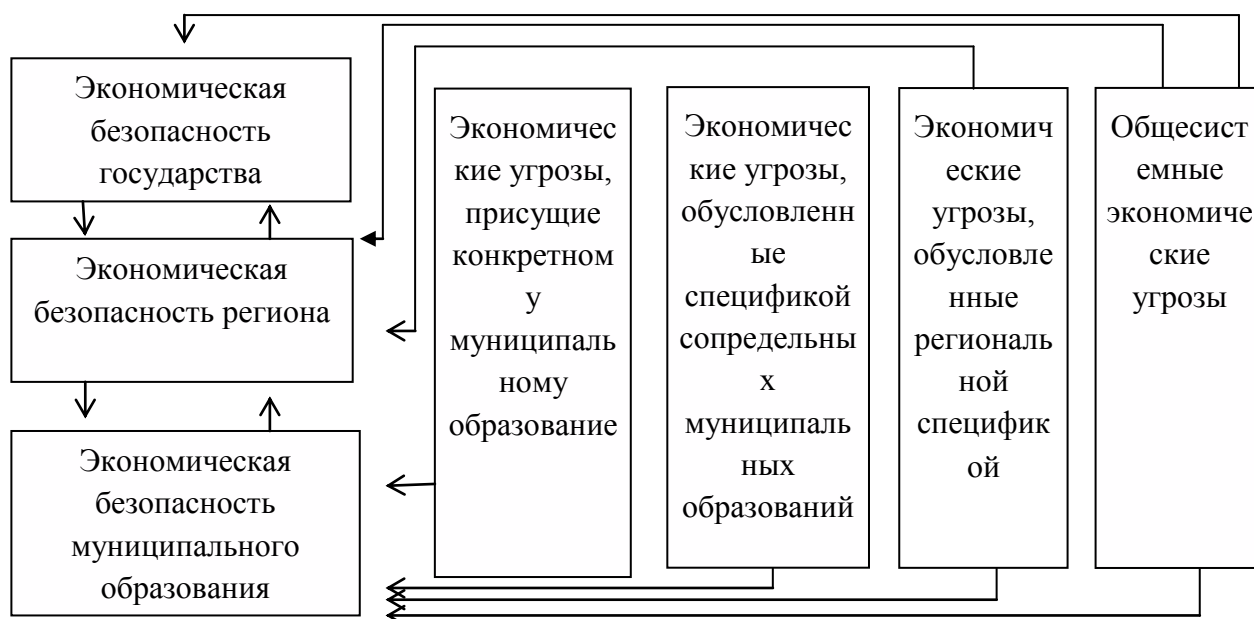 Экономическая
безопасность
государства
Экономическая
безопасность региона
Экономическая
безопасность
муниципального
образования
Экономичес
кие угрозы,
присущие
конкретном
у
муниципаль
ному
образование
Экономичес
кие угрозы,
обусловленн
ые
спецификой
сопредельны
х
муниципаль
ных
образований
Экономич
еские
угрозы,
обусловле
нные
региональ
ной
специфик
ой
Общесист
емные
экономиче
ские
угрозы